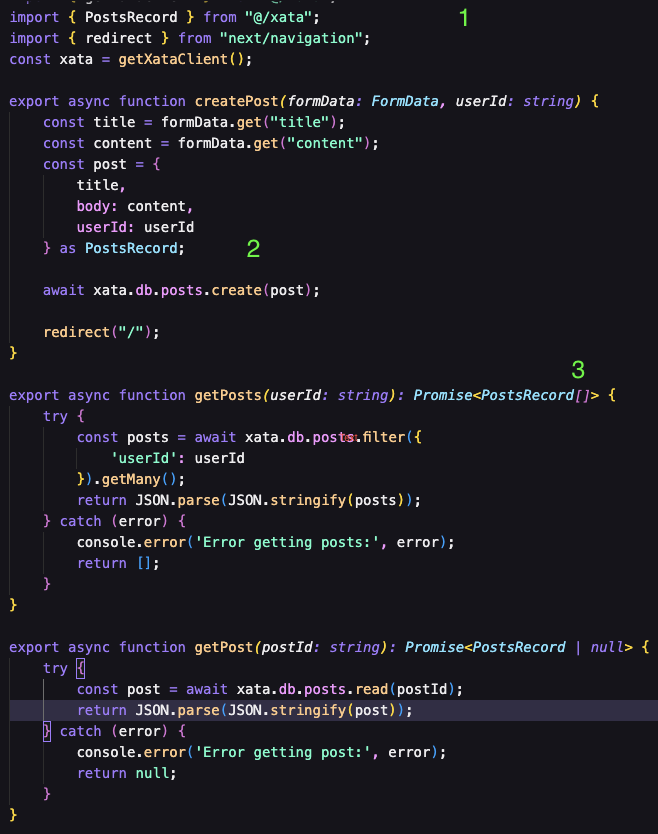 import { PostsRecord } from "@/xata"; 1
import { redirect } from "next/navigation";
const xata = getXataClient();
export async function createPost(formData: FormData, userId: string) {
const title = formData.get("title");
const content = formData.get("content");
const post = {
title,
body: content,
userId: userId
} as PostsRecord; 2
await xata.db.posts.create(post);
redirect("/");
}
3
export async function getPosts(userId: string): Promise<PostsRecord[]> {
try {
const posts = await xata.db.posts.filter({
'userId': userId
}).getMany();
return JSON.parse(JSON.stringify(posts));
} catch (error) {
console.error('Error getting posts:', error);
return [];
}
}
export async function getPost(postId: string): Promise<PostsRecord | null> {
try {
const post = await xata.db.posts.read(postId);
return JSON.parse(JSON.stringify(post));
} catch (error) {
console.error('Error getting post:', error);
return null;
}
}